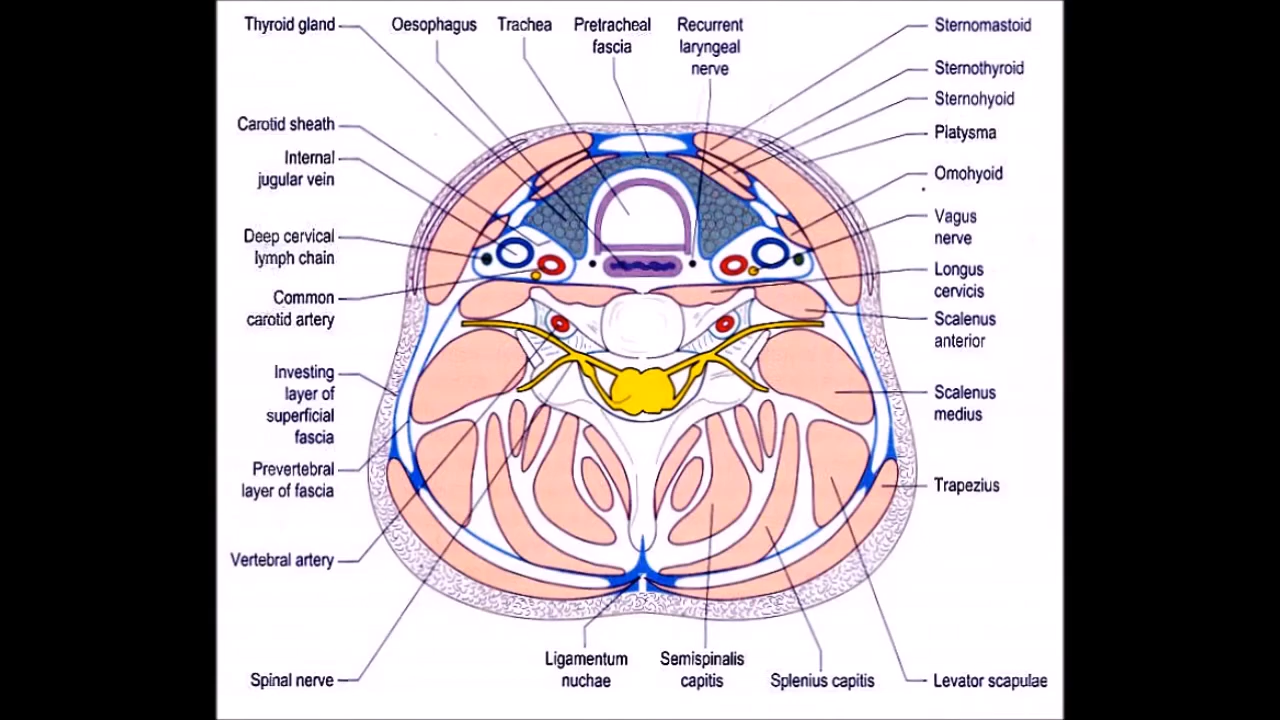 Thyroid gland
Oesophagus
Trachea
Pretracheal
fascia
Recurrent
laryngeal
nerve
Sternomastoid
Sternothyroid
Sternohyoid
Platysma
Omohyoid
Vagus
nerve
Longus
cervicis
Scalenus
anterior
Scalenus
medius
Trapezius
Levator scapulae
Carotid sheath
Internal
jugular vein
Deep cervical
lymph chain
Common
carotid artery
Investing
layer of
superficial
fascia
Prevertebral
layer of fascia
Vertebral artery
Spinal nerve
Ligamentum
nuchae
Semispinalis
capitis
Splenius capitis